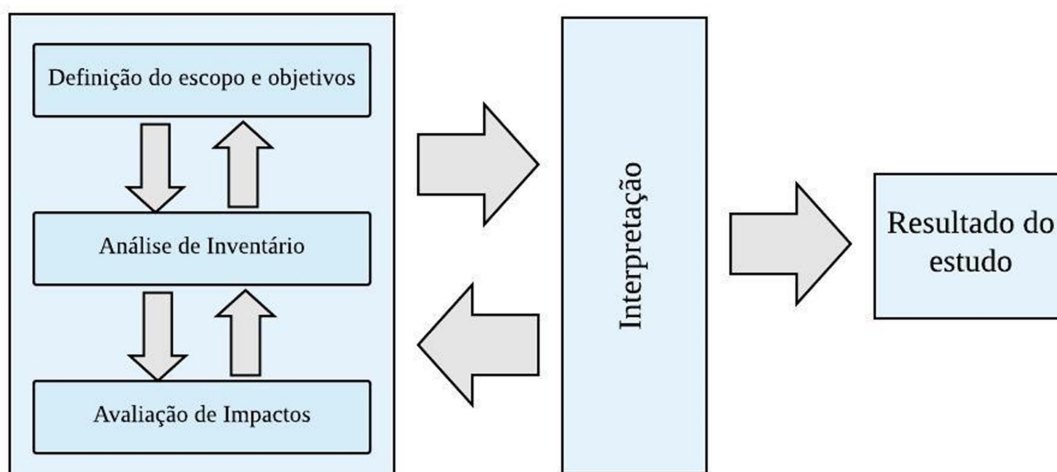 Definição do escopo e objetivos
Análise de Inventário
Avaliação de Impactos
Interpretação
Resultado do
estudo